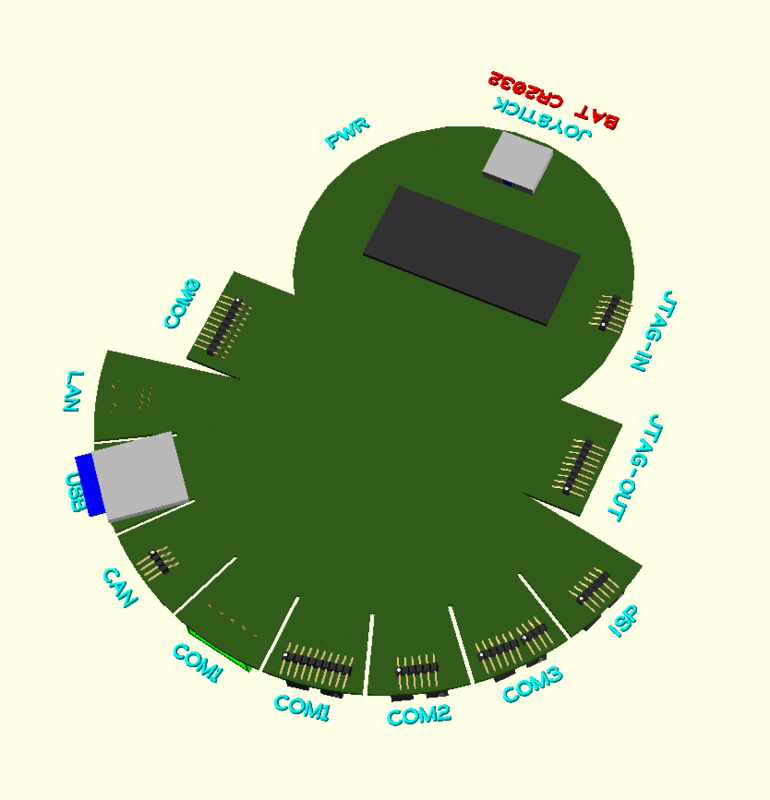 BAT CR2032
JOYSTICK
PWR
COM0
JTAG-IN
LAN
JTAG-OUT
USB
CAN
ISP
COM1
COM1
COM2
COM3